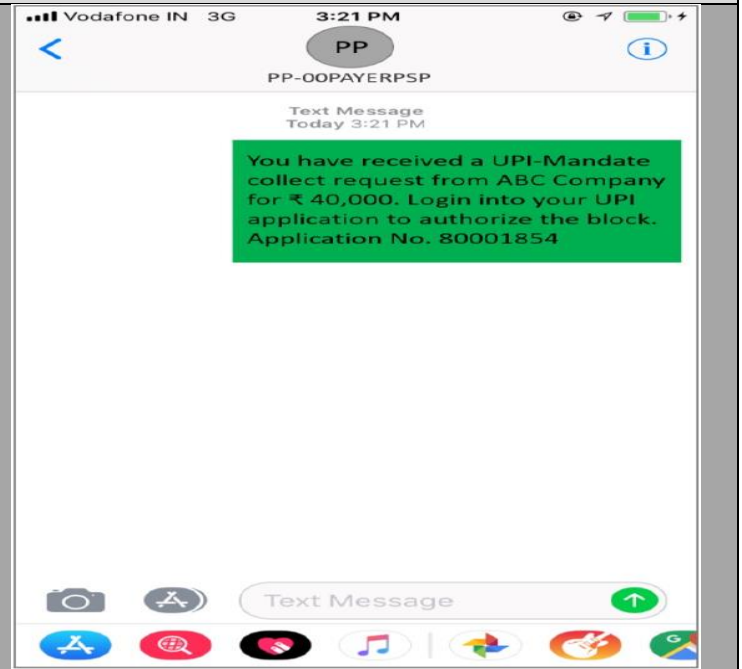 Vodafone IN 3G 3:21 PM
PP
PP-OOPAYERPSP
Text Message
Today 3:21 PM
You have received a UPI-Mandate
collect request from ABC Company
for ₹ 40,000. Login into your UPI
application to authorize the block.
Application No. 80001854
Text Message
G